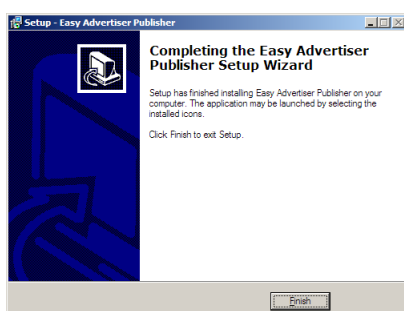 Setup - Easy Advertiser Publisher
Completing the Easy Advertiser
Publisher Setup Wizard
Setup has finished installing Easy Advertiser Publisher on your
computer. The application may be launched by selecting the
installed icons.
Click Finish to exit Setup.
Finish